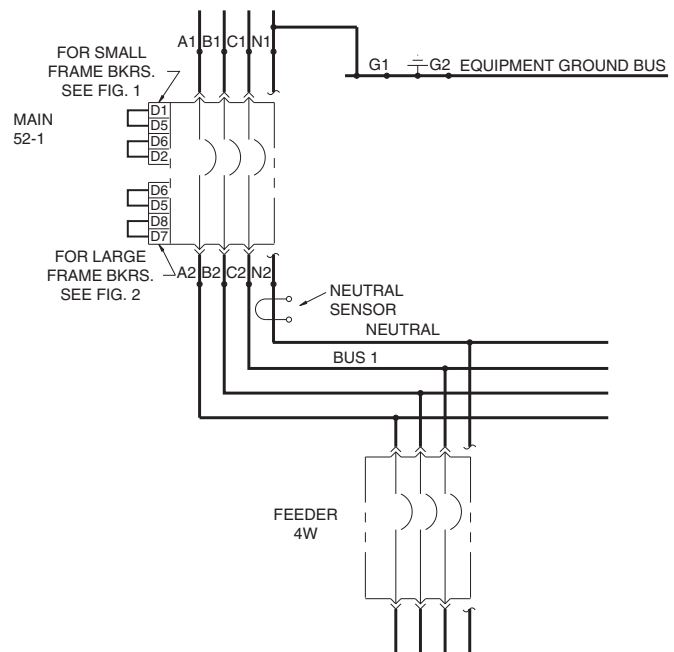 A1 B1 C1 N1
G1 G2 EQUIPMENT GROUND BUS
FOR SMALL
FRAME BKRS.
SEE FIG. 1
MAIN
52-1
D1
D5
D6
D2
D6
D5
D8
D7
FOR LARGE
FRAME BKRS.
SEE FIG. 2
A2 B2 C2 N2
NEUTRAL
SENSOR
NEUTRAL
BUS 1
FEEDER
4W